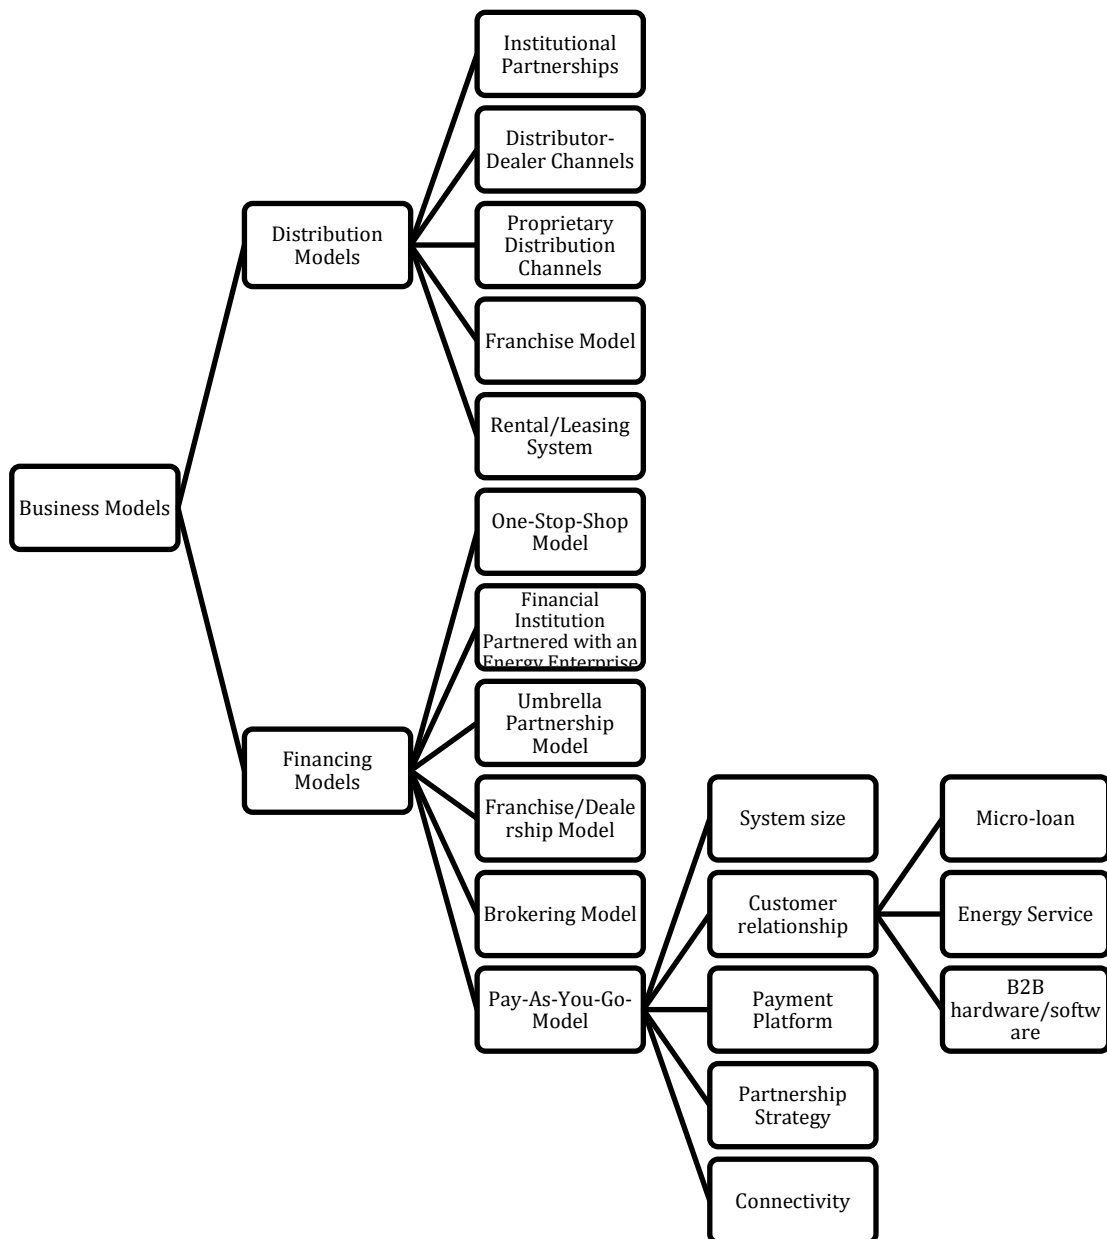 Institutional
Partnerships
Distributor-
Dealer Channels
Proprietary
Distribution
Channels
Distribution
Models
Franchise Model
Rental/Leasing
System
Business Models
One-Stop-Shop
Model
Financial
Institution
Partnered with an
Energy Enterprise
Umbrella
Partnership
Model
Financing
Models
Franchise/Deale
rship Model
Brokering Model
Pay-As-You-Go-
Model
System size
Customer
relationship
Payment
Platform
Partnership
Strategy
Connectivity
Micro-loan
Energy Service
B2B
hardware/softw
are